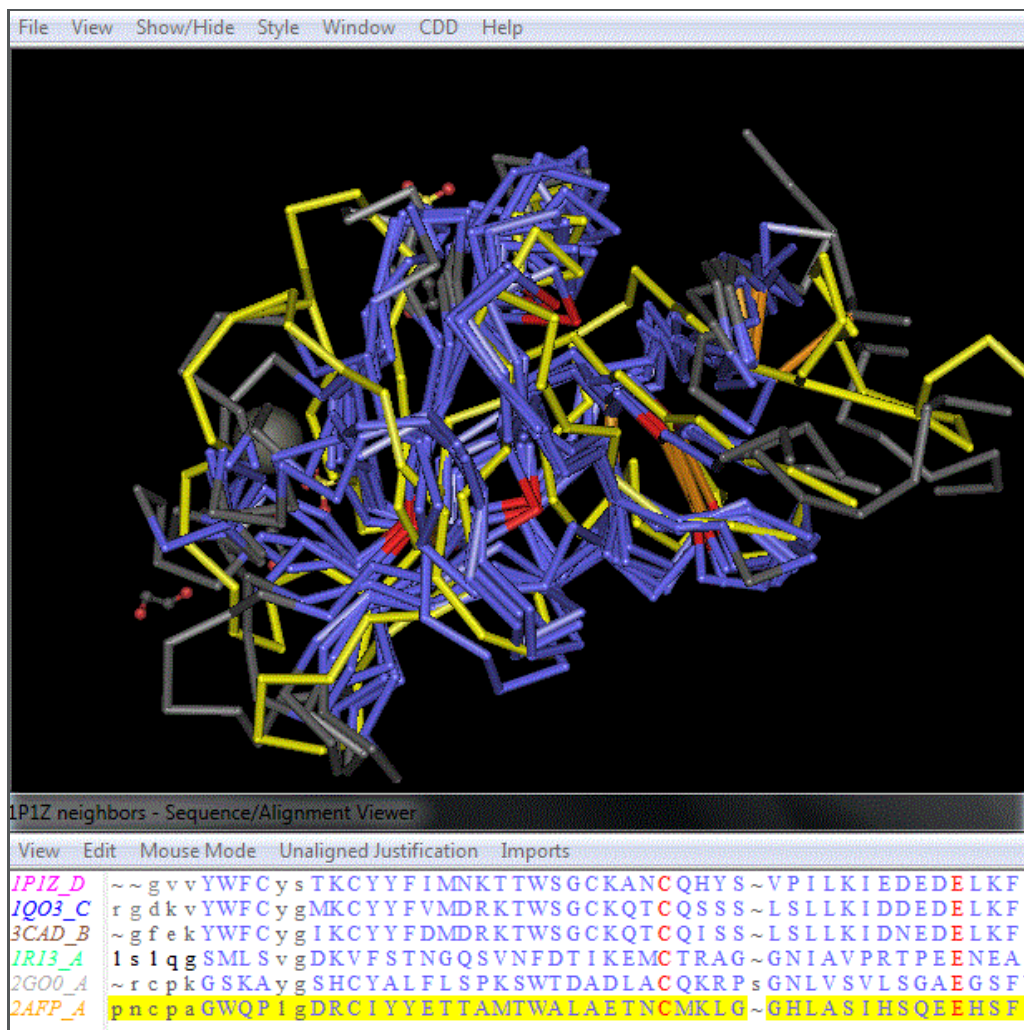 File View Show/Hide Style Window CDD Help
1P1Z neighbors - Sequence/Alignment Viewer
View Edit Mouse Mode Unaligned Justification Imports
1P1Z_D ~~gvvYWFCysTKCYYFIMNKTTWSGCKANCQHYS~VPILKIEDEDELKF
1QO3_C rgdkvYWFCygMKCYYFVMDRKTWSGCKQTCQSSS~LSLLKIDDEDELKF
3CAD_B ~gfekYWFCygIKCYYFDMDRKTWSGCKQTCQISS~LSLLKIDNEDELKF
1R13_A lslqgSMLSvgDKVFSTNGQSVNFDTIKEMCTRAG~GNIAVPRTPEENEA
2GO0_A ~rcpkGSKAygSHCYALFLSPKSWTDADLACQKRPsGNLVSVLSGAEGSF
2AFP_A pncpaGWQPlgDRCIYYETTAMTWALAETNCMKLG~GHLASIHSQEEHSF